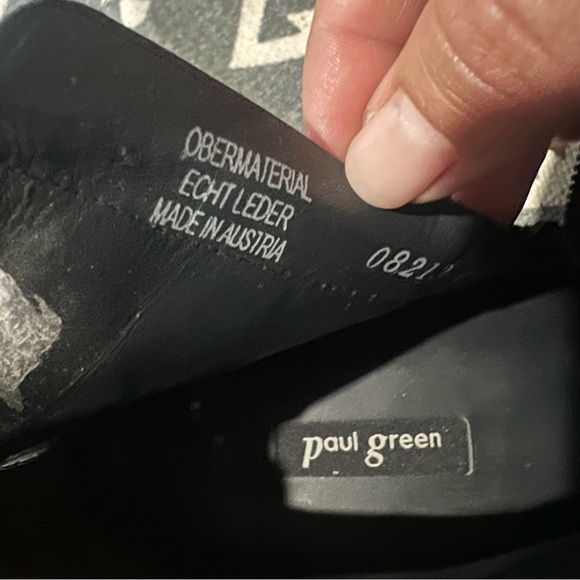 OBERMATERIAL
ECHT LEDER
MADE IN AUSTRIA
paul green